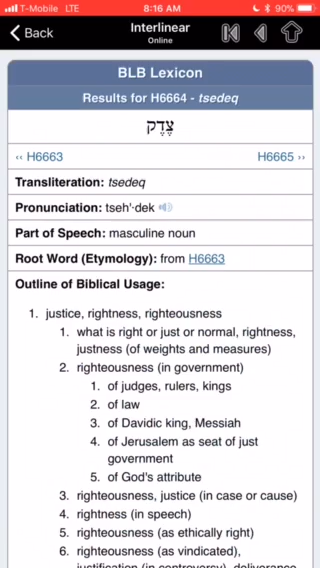 T-Mobile LTE 8:16 AM 90%
Back Interlinear
Online
BLB Lexicon
Results for H6664 - tsedeq
צֶדֶק
‹‹ H6663 H6665 ››
Transliteration: tsedeq
Pronunciation: tseh'·dek
Part of Speech: masculine noun
Root Word (Etymology): from H6663
Outline of Biblical Usage:
1. justice, rightness, righteousness
1. what is right or just or normal, rightness,
justness (of weights and measures)
2. righteousness (in government)
1. of judges, rulers, kings
2. of law
3. of Davidic king, Messiah
4. of Jerusalem as seat of just
government
5. of God's attribute
3. righteousness, justice (in case or cause)
4. rightness (in speech)
5. righteousness (as ethically right)
6. righteousness (as vindicated),
justification (in controversy), deliverance